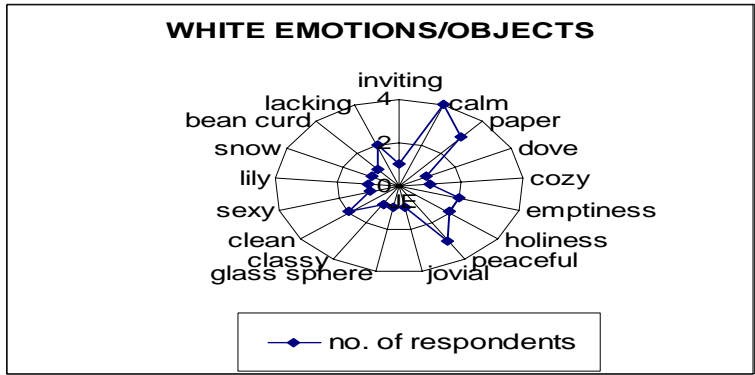 WHITE EMOTIONS/OBJECTS
inviting
calm
paper
dove
cozy
emptiness
holiness
peaceful
jovial
glass sphere
classy
clean
sexy
lily
snow
bean curd
lacking
4
2
0
no. of respondents